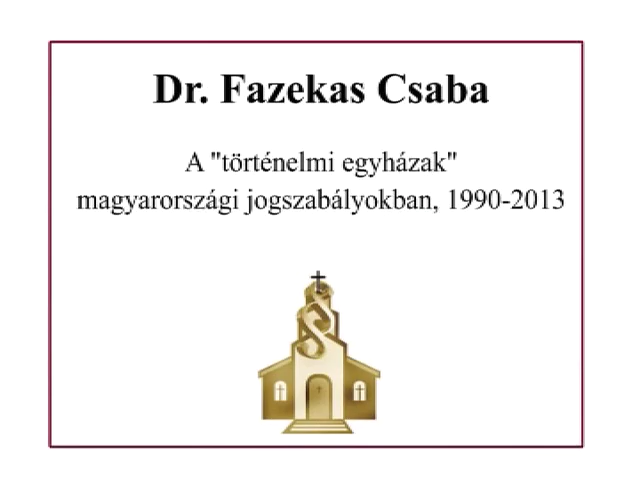 Dr. Fazekas Csaba
A "történelmi egyházak"
magyarországi jogszabályokban, 1990-2013
§